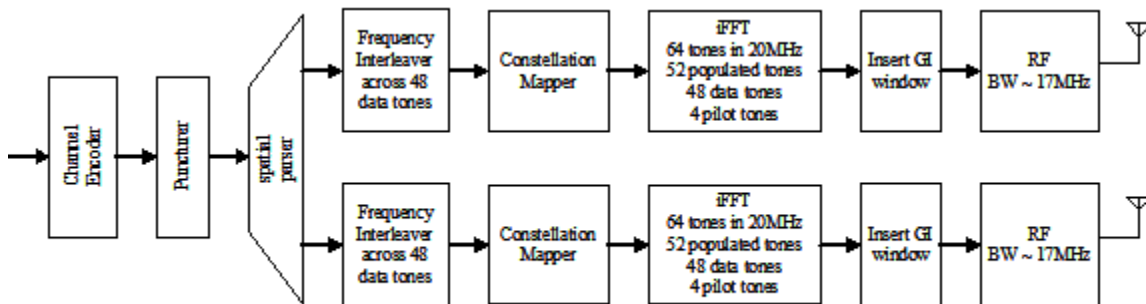 Channel
Encoder
Puncturer
spatial
parser
Frequency
Interleaver
across 48
data tones
Constellation
Mapper
iFFT
64 tones in 20MHz
52 populated tones
48 data tones
4 pilot tones
Insert GI
window
RF
BW ~ 17MHz
Frequency
Interleaver
across 48
data tones
Constellation
Mapper
iFFT
64 tones in 20MHz
52 populated tones
48 data tones
4 pilot tones
Insert GI
window
RF
BW ~ 17MHz